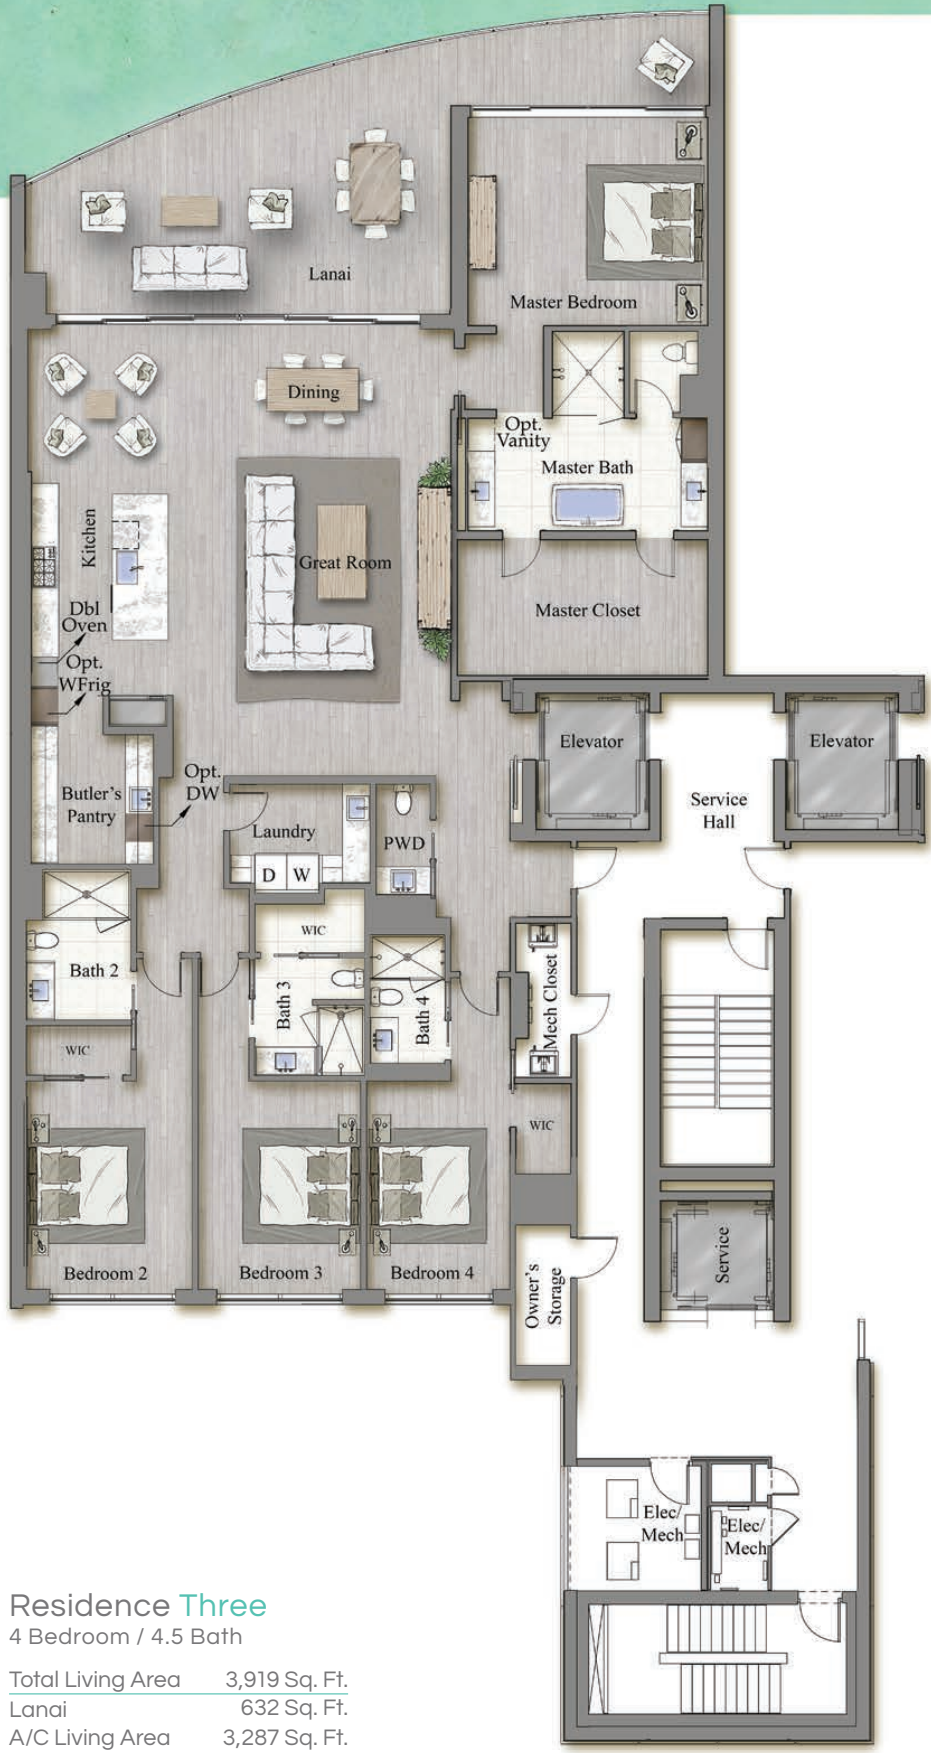 Lanai
Master Bedroom
Dining
Opt.
Vanity
Master Bath
Kitchen
Great Room
Master Closet
Dbl
Oven
Opt.
WFrig
Elevator
Elevator
Service
Hall
Butler's
Pantry
Opt.
DW
Laundry
PWD
D W
WIC
Bath 2
Bath 3
Bath 4
Mech Closet
WIC
WIC
Bedroom 2
Bedroom 3
Bedroom 4
Owner's
Storage
Service
Elec/
Mech
Elec/
Mech
Residence Three
4 Bedroom / 4.5 Bath
Total Living Area 3,919 Sq. Ft.
Lanai 632 Sq. Ft.
A/C Living Area 3,287 Sq. Ft.